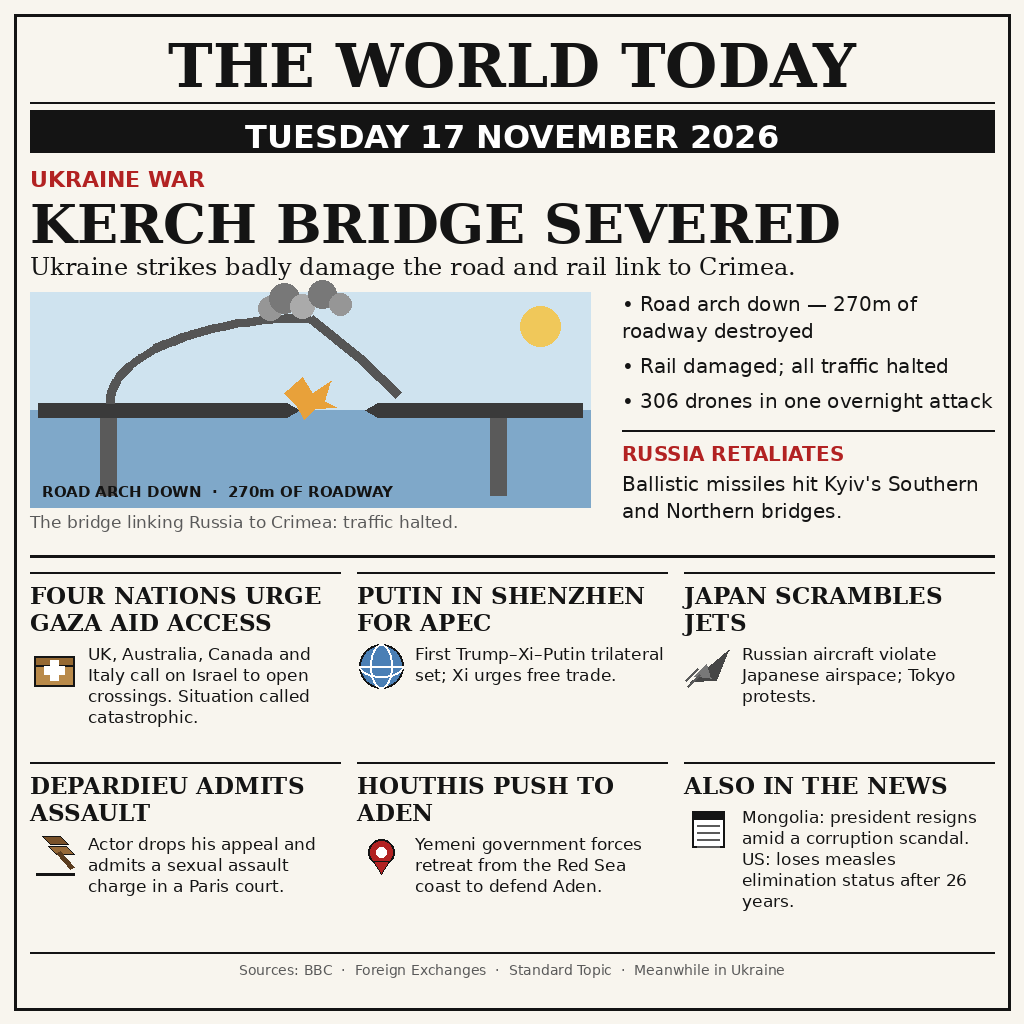 THE WORLD TODAY
TUESDAY 17 NOVEMBER 2026
UKRAINE WAR
KERCH BRIDGE SEVERED
Ukraine strikes badly damage the road and rail link to Crimea.
ROAD ARCH DOWN · 270m OF ROADWAY
The bridge linking Russia to Crimea: traffic halted.
• Road arch down — 270m of
roadway destroyed
• Rail damaged; all traffic halted
• 306 drones in one overnight attack
RUSSIA RETALIATES
Ballistic missiles hit Kyiv's Southern
and Northern bridges.
FOUR NATIONS URGE
GAZA AID ACCESS
UK, Australia, Canada and
Italy call on Israel to open
crossings. Situation called
catastrophic.
PUTIN IN SHENZHEN
FOR APEC
First Trump–Xi–Putin trilateral
set; Xi urges free trade.
JAPAN SCRAMBLES
JETS
Russian aircraft violate
Japanese airspace; Tokyo
protests.
DEPARDIEU ADMITS
ASSAULT
Actor drops his appeal and
admits a sexual assault
charge in a Paris court.
HOUTHIS PUSH TO
ADEN
Yemeni government forces
retreat from the Red Sea
coast to defend Aden.
ALSO IN THE NEWS
Mongolia: president resigns
amid a corruption scandal.
US: loses measles
elimination status after 26
years.
Sources: BBC · Foreign Exchanges · Standard Topic · Meanwhile in Ukraine